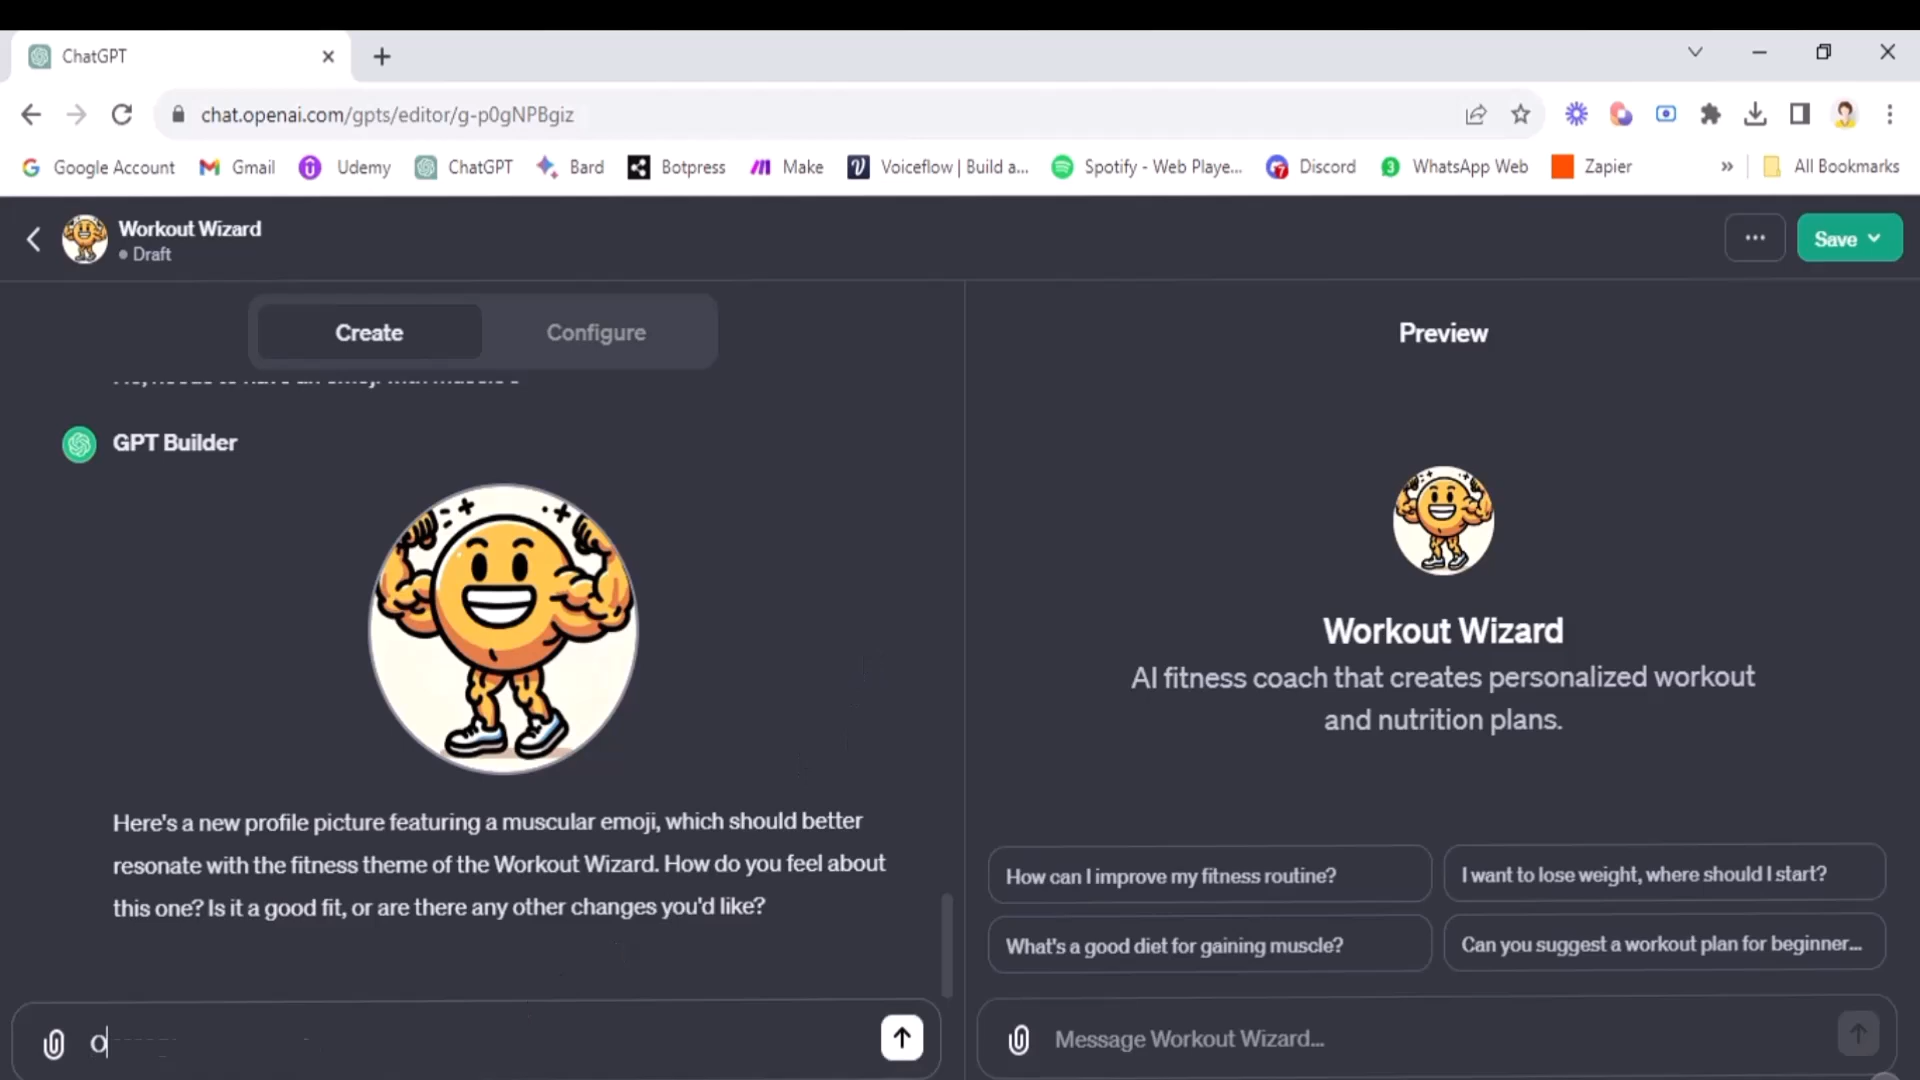 ChatGPT
chat.openai.com/gpts/editor/g-p0gNPBgiz
Google Account
Gmail
Udemy
ChatGPT
Bard
Botpress
Make
Voiceflow | Build a...
Spotify - Web Playe...
Discord
3
WhatsApp Web
Zapier
»
All Bookmarks
Workout Wizard
Draft
...
Save
Create
Configure
Preview
GPT Builder
Here's a new profile picture featuring a muscular emoji, which should better
resonate with the fitness theme of the Workout Wizard. How do you feel about
this one? Is it a good fit, or are there any other changes you'd like?
O
Workout Wizard
AI fitness coach that creates personalized workout
and nutrition plans.
How can I improve my fitness routine?
I want to lose weight, where should I start?
What's a good diet for gaining muscle?
Can you suggest a workout plan for beginner...
Message Workout Wizard...